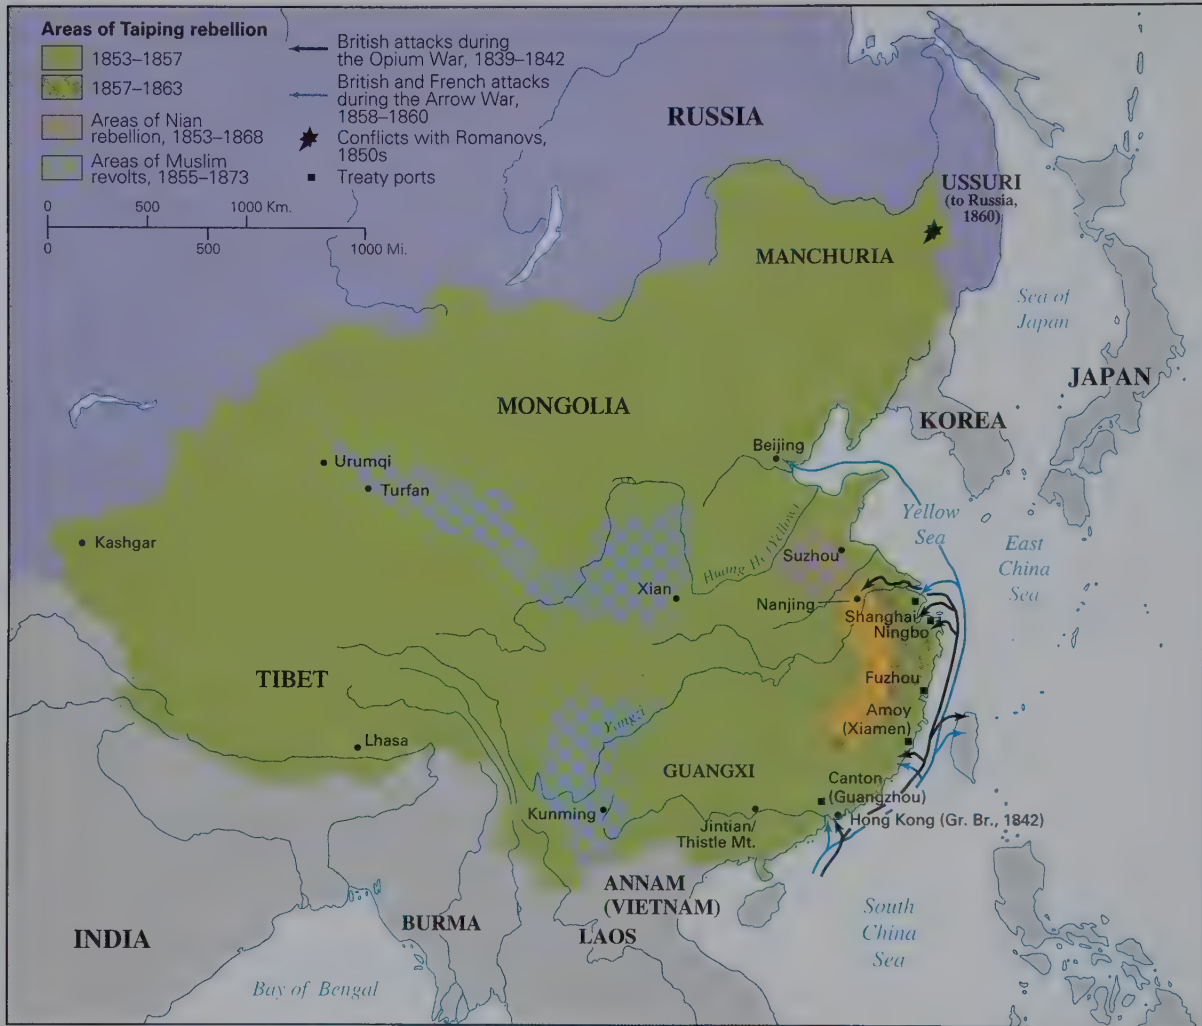 Areas of Taiping rebellion
1853–1857
1857–1863
Areas of Nian
rebellion, 1853–1868
Areas of Muslim
revolts, 1855–1873
British attacks during
the Opium War, 1839–1842
British and French attacks
during the Arrow War,
1858–1860
Conflicts with Romanovs,
1850s
Treaty ports
0 500 1000 Km.
0 500 1000 Mi.
RUSSIA
USSURI
(to Russia,
1860)
MANCHURIA
Sea of
Japan
JAPAN
MONGOLIA
KOREA
Beijing
Urumqi
Turfan
Yellow
Sea
Kashgar
Huang He (Yellow)
Suzhou
East
China
Sea
Xian
Nanjing
Shanghai
Ningbo
TIBET
Fuzhou
Yangzi
Amoy
(Xiamen)
Lhasa
GUANGXI
Canton
(Guangzhou)
Kunming
Jintian/
Thistle Mt.
Hong Kong (Gr. Br., 1842)
ANNAM
(VIETNAM)
BURMA
LAOS
INDIA
South
China
Sea
Bay of Bengal